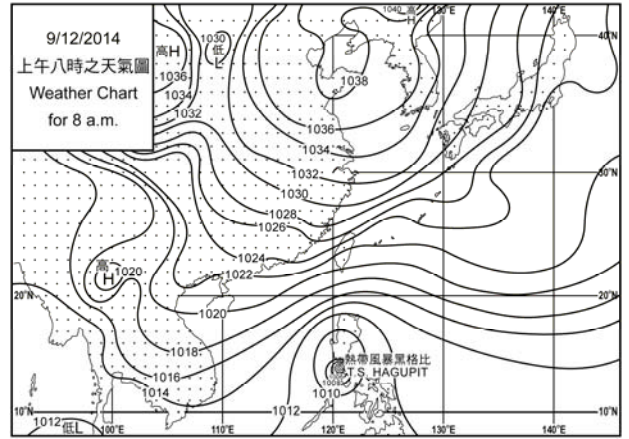 9/12/2014
上午八時之天氣圖
Weather Chart
for 8 a.m.
1040 高
H
130°E
140°E
40°N
高H
1030
低
L
1036
1034
1032
1038
1036
1034
1032
1030
1028
1026
1024
1022
30°N
高
H 1020
20°N
20°N
1020
1018
1016
1014
熱帶風暴黑格比
T.S. HAGUPIT
1008
1010
1012
10°N
10°N
1012
低L
100°E
110°E
120°E
130°E
140°E